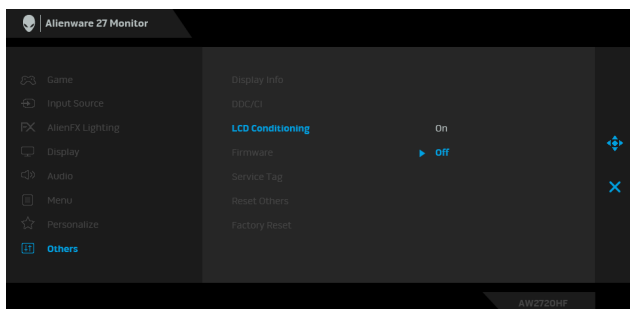 Alienware 27 Monitor
Game
Display Info
Input Source
DDC/CI
AlienFX Lighting
LCD Conditioning On
Display
Firmware Off
Audio
Service Tag
Menu
Reset Others
Personalize
Factory Reset
Others
AW2720HF